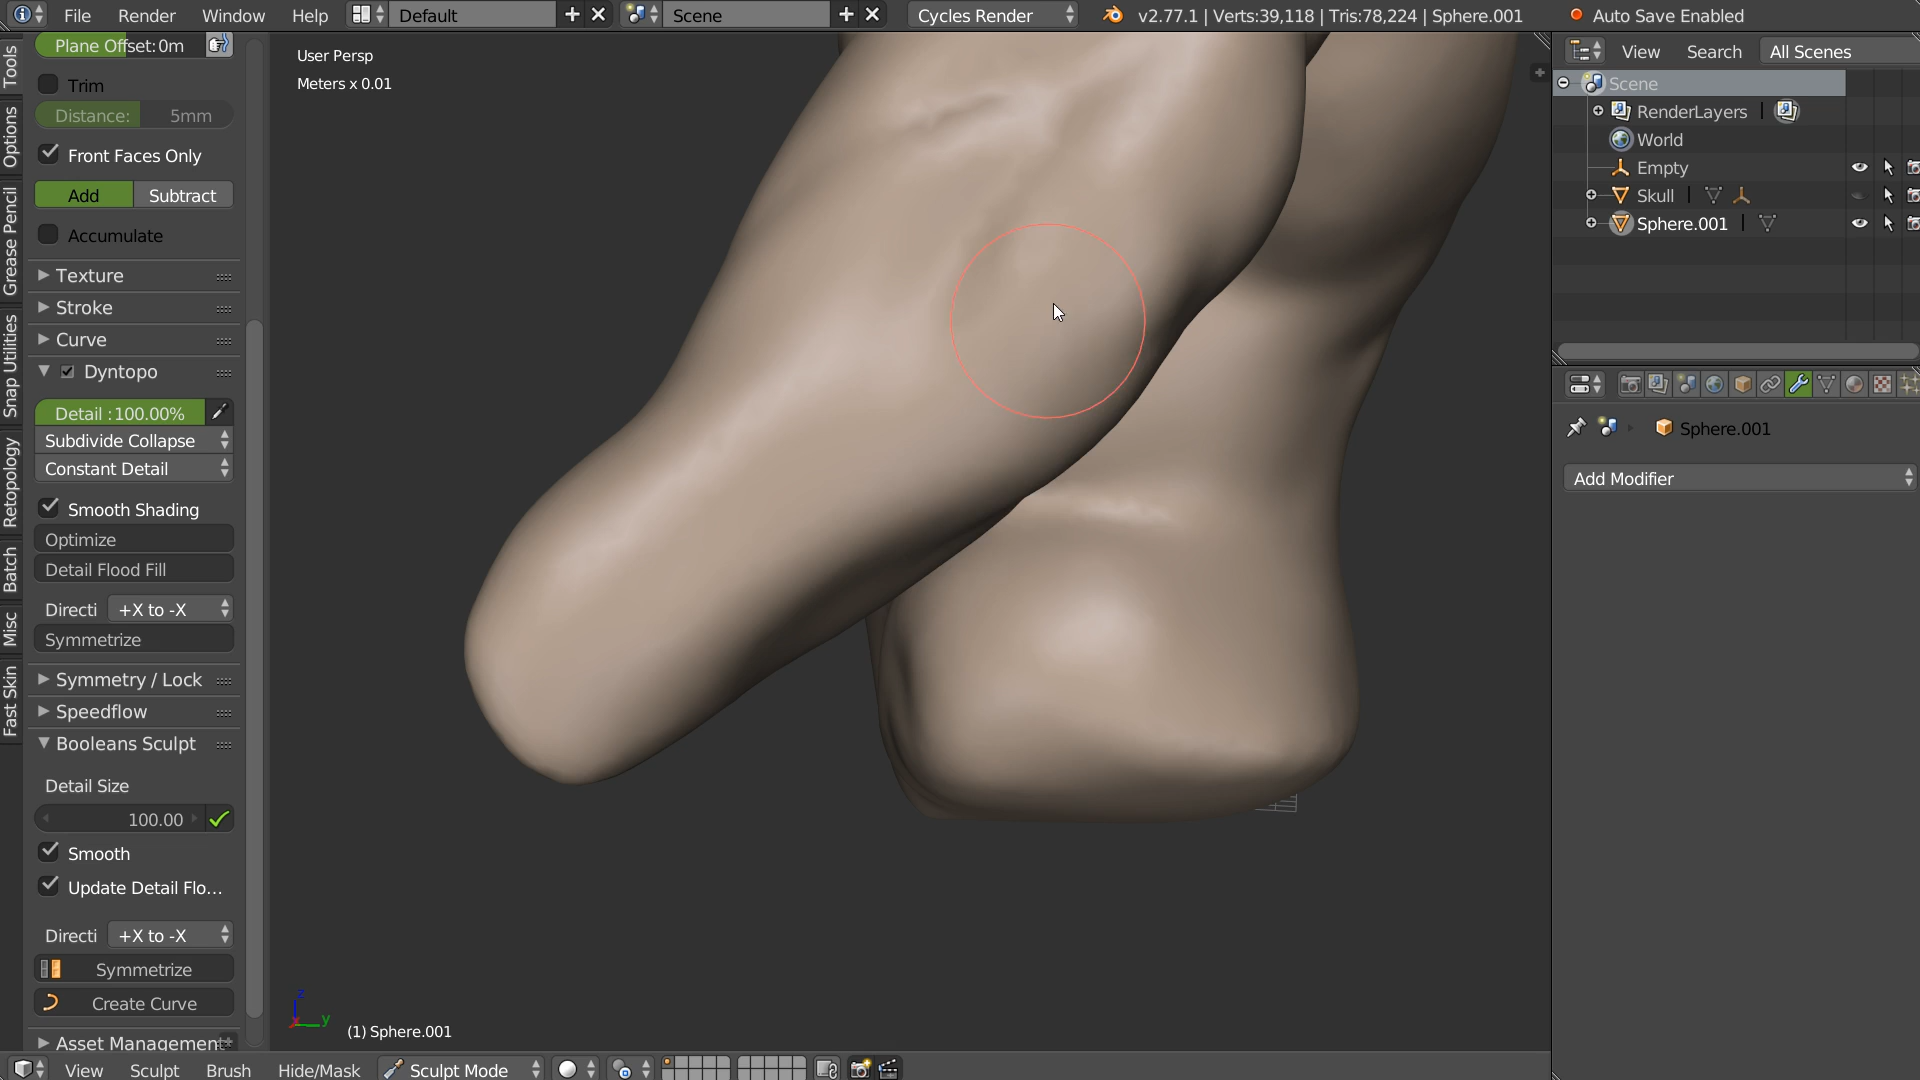 File Render Window Help Default Scene Cycles Render v2.77.1 | Verts:39,118 | Tris:78,224 | Sphere.001 Auto Save Enabled
Tools
Options
Grease Pencil
Snap Utilities
Retopology
Batch
Misc
Fast Skin
Plane Offset: 0m
Trim
Distance: 5mm
Front Faces Only
Add Subtract
Accumulate
Texture
Stroke
Curve
Dyntopo
Detail :100.00%
Subdivide Collapse
Constant Detail
Smooth Shading
Optimize
Detail Flood Fill
Directi +X to -X
Symmetrize
Symmetry / Lock
Speedflow
Booleans Sculpt
Detail Size
100.00
Smooth
Update Detail Flo...
Directi +X to -X
Symmetrize
Create Curve
Asset Management
User Persp
Meters x 0.01
z
y
x
(1) Sphere.001
View Sculpt Brush Hide/Mask Sculpt Mode
View Search All Scenes
Scene
RenderLayers |
World
Empty
Skull |
Sphere.001 |
Sphere.001
Add Modifier